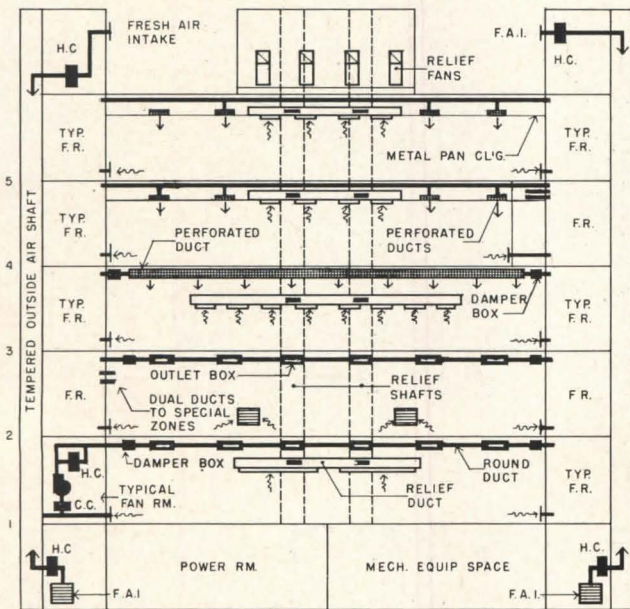 FRESH AIR
INTAKE
H.C.
RELIEF
FANS
F.A.I.
H.C.
TYP.
F.R.
METAL PAN CL'G.
TYP.
F.R.
5
TYP.
F.R.
PERFORATED
DUCT
PERFORATED
DUCTS
F.R.
4
TYP.
F.R.
DAMPER
BOX
TYP.
F.R.
3
TEMPERED OUTSIDE AIR SHAFT
F.R.
OUTLET BOX
DUAL DUCTS
TO SPECIAL
ZONES
RELIEF
SHAFTS
F R.
2
DAMPER BOX
H.C.
C.C.
TYPICAL
FAN RM.
RELIEF
DUCT
ROUND
DUCT
TYP.
F.R.
1
H.C
F.A.I
POWER RM.
MECH. EQUIP SPACE
F.A.I.
H.C.